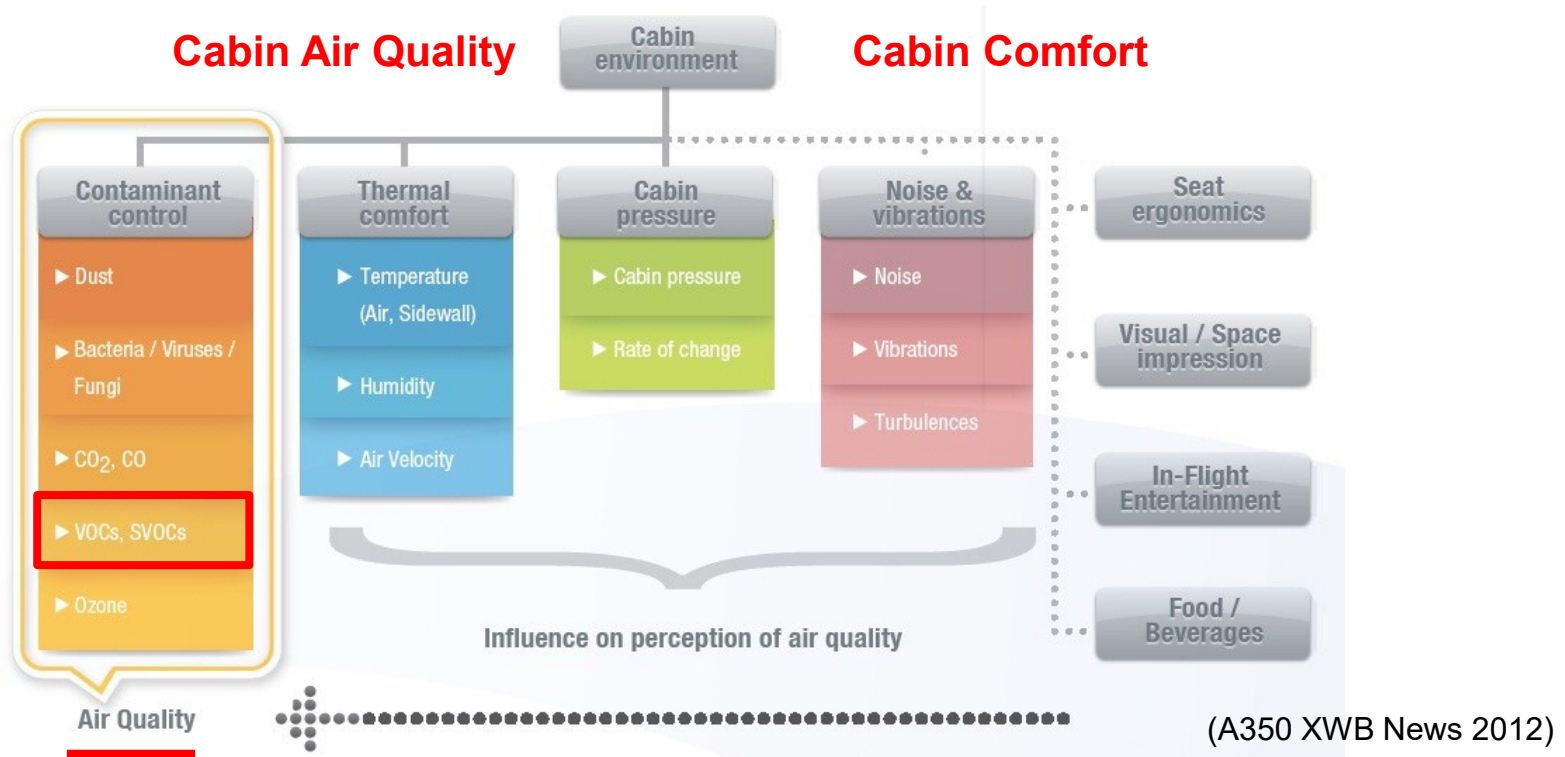 Cabin Air Quality
Cabin
environment
Cabin Comfort
Contaminant
control
▶ Dust
▶ Bacteria / Viruses /
Fungi
▶ CO₂, CO
▶ VOCs, SVOCs
▶ Ozone
Air Quality
Thermal
comfort
▶ Temperature
(Air, Sidewall)
▶ Humidity
▶ Air Velocity
Cabin
pressure
▶ Cabin pressure
▶ Rate of change
Noise &
vibrations
▶ Noise
▶ Vibrations
▶ Turbulences
Influence on perception of air quality
Seat
ergonomics
Visual / Space
impression
In-Flight
Entertainment
Food /
Beverages
(A350 XWB News 2012)